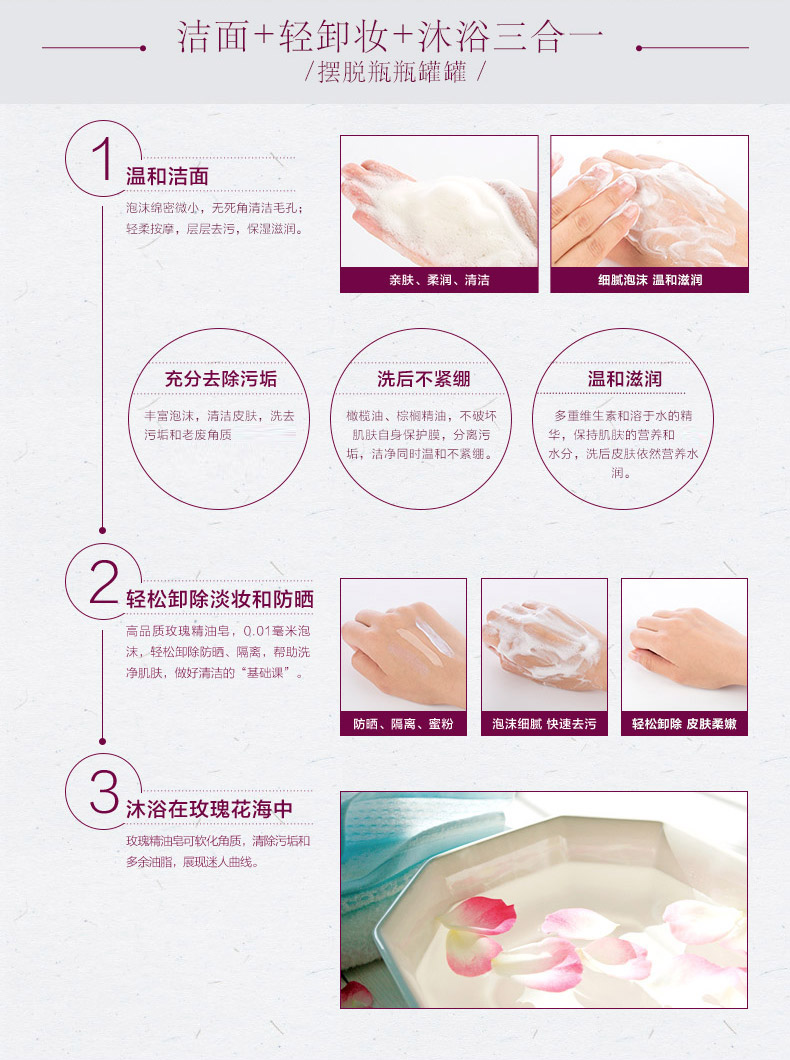 洁面+轻卸妆+沐浴三合一
/摆脱瓶瓶罐罐 /
1
温和洁面
泡沫绵密微小，无死角清洁毛孔；
轻柔按摩，层层去污，保湿滋润。
亲肤、柔润、清洁
细腻泡沫 温和滋润
充分去除污垢
丰富泡沫，清洁皮肤，洗去
污垢和老废角质
洗后不紧绷
橄榄油、棕榈精油，不破坏
肌肤自身保护膜，分离污
垢，洁净同时温和不紧绷。
温和滋润
多重维生素和溶于水的精
华，保持肌肤的营养和
水分，洗后皮肤依然营养水
润。
2
轻松卸除淡妆和防晒
高品质玫瑰精油皂，0.01毫米泡
沫，轻松卸除防晒、隔离，帮助洗
净肌肤，做好清洁的“基础课”。
防晒、隔离、蜜粉
泡沫细腻 快速去污
轻松卸除 皮肤柔嫩
3
沐浴在玫瑰花海中
玫瑰精油皂可软化角质，清除污垢和
多余油脂，展现迷人曲线。